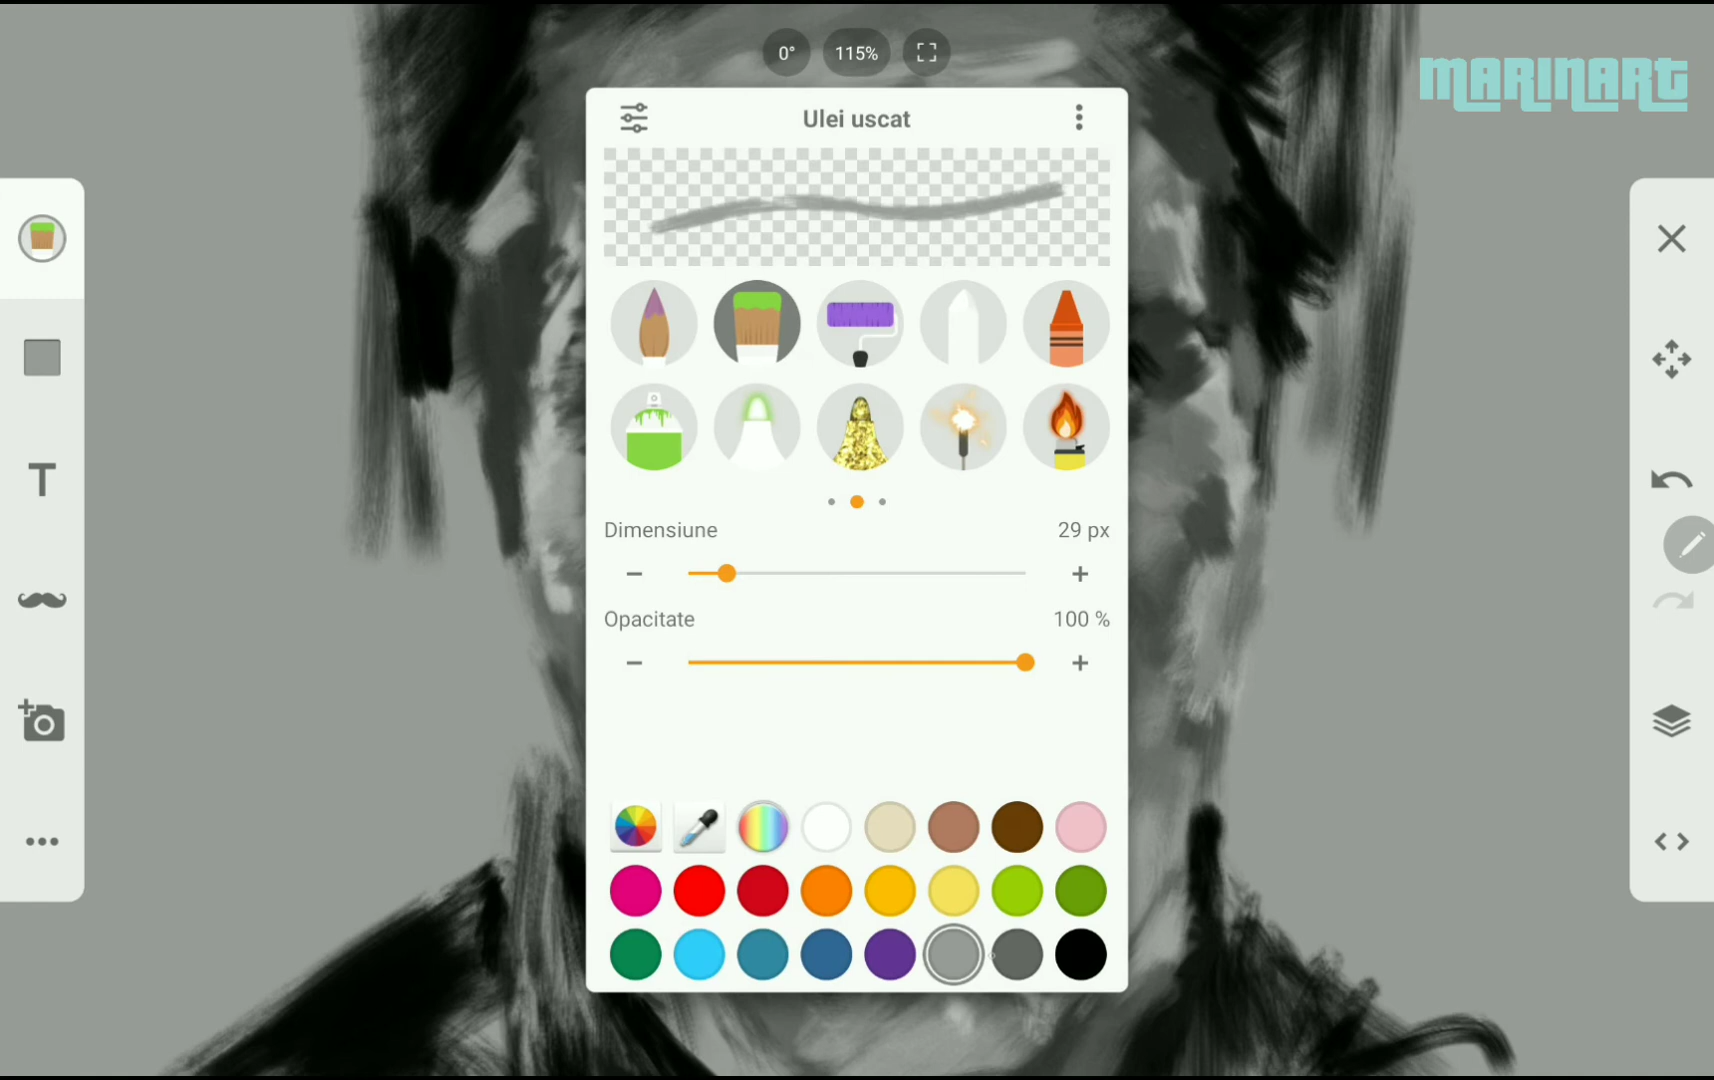 0° 115%
MARINART
Ulei uscat
T
Dimensiune 29 px
Opacitate 100 %